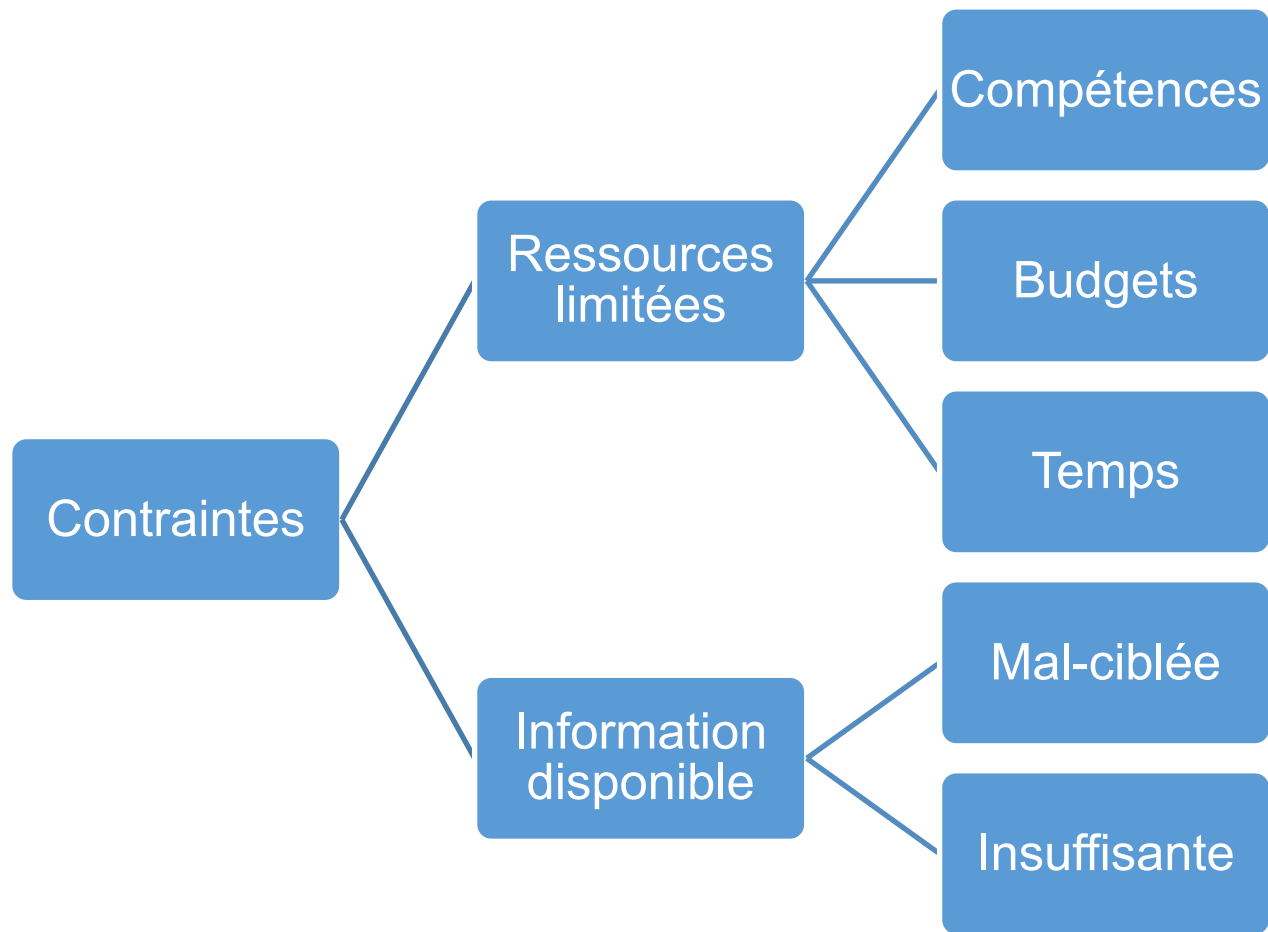 Contraintes
Ressources
limitées
Compétences
Budgets
Temps
Information
disponible
Mal-ciblée
Insuffisante